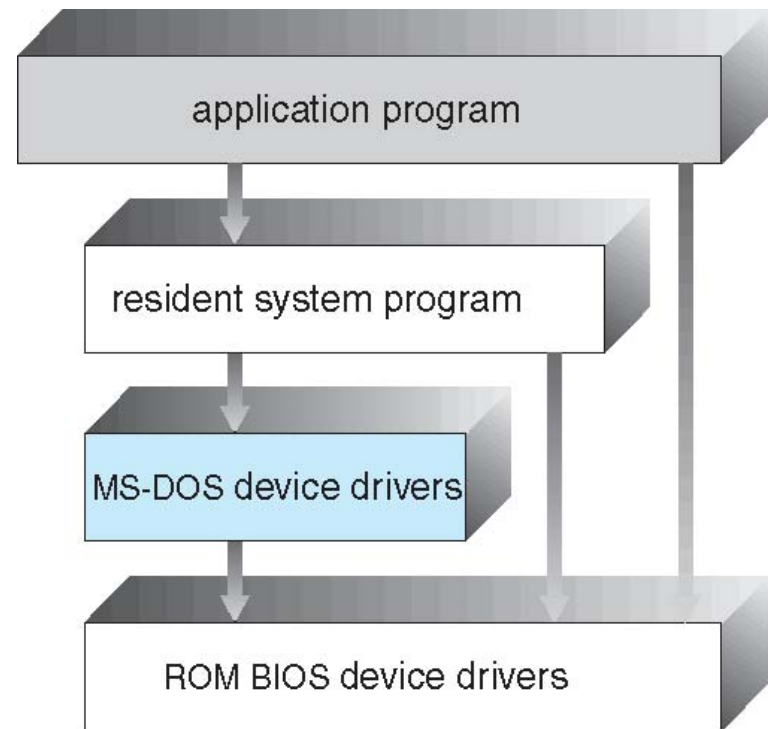 application program
resident system program
MS-DOS device drivers
ROM BIOS device drivers